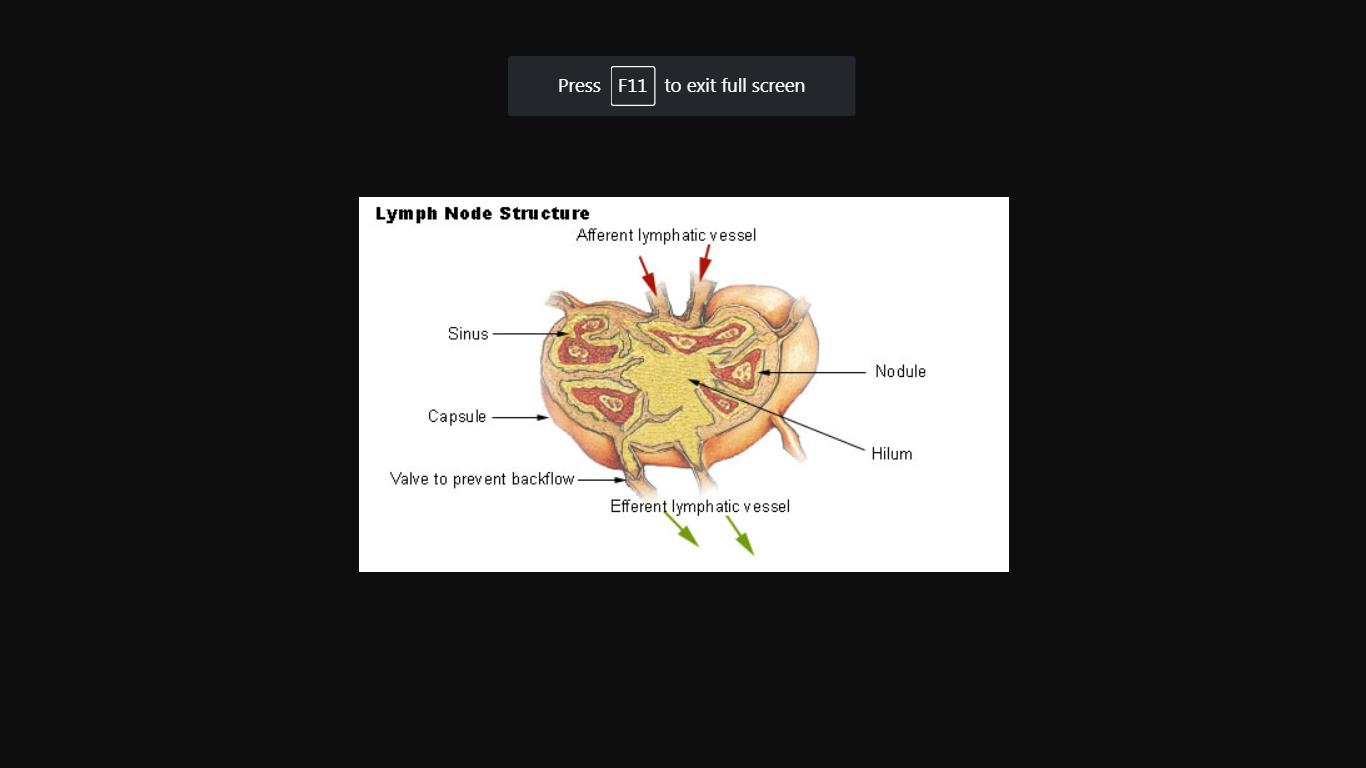 Press F11 to exit full screen
Lymph Node Structure
Afferent lymphatic vessel
Sinus
Nodule
Capsule
Hilum
Valve to prevent backflow
Efferent lymphatic vessel